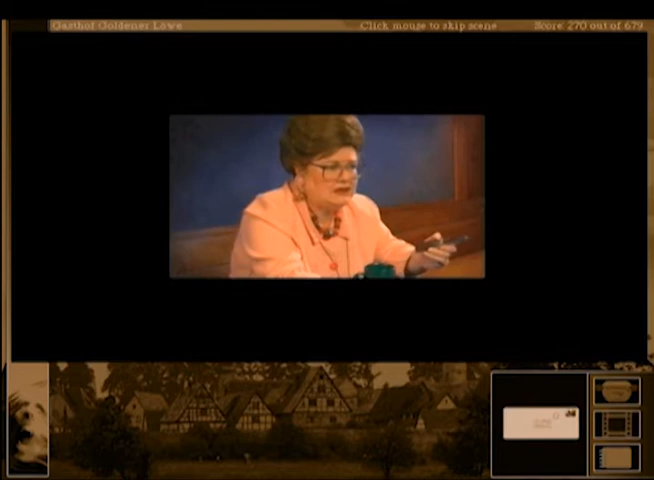 Gasthof Goldener Löwe
Click mouse to skip scene
Score: 270 out of 679